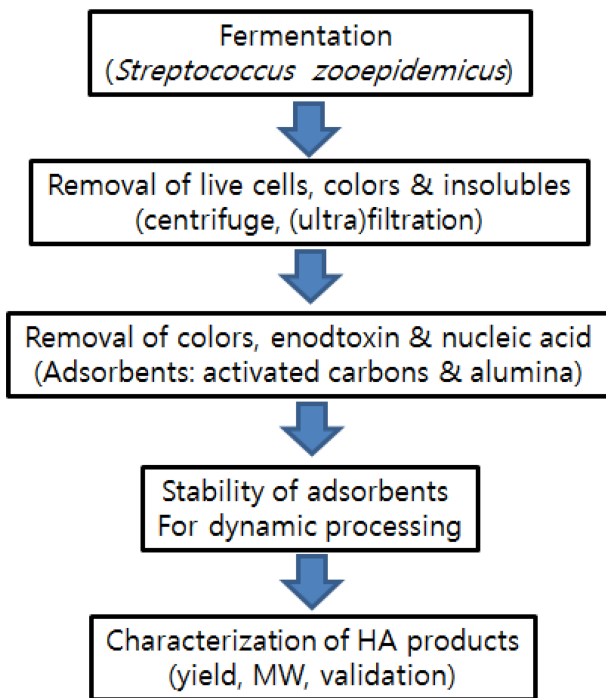 Fermentation
(Streptococcus zooepidemicus)
Removal of live cells, colors & insolubles
(centrifuge, (ultra)filtration)
Removal of colors, enodtoxin & nucleic acid
(Adsorbents: activated carbons & alumina)
Stability of adsorbents
For dynamic processing
Characterization of HA products
(yield, MW, validation)